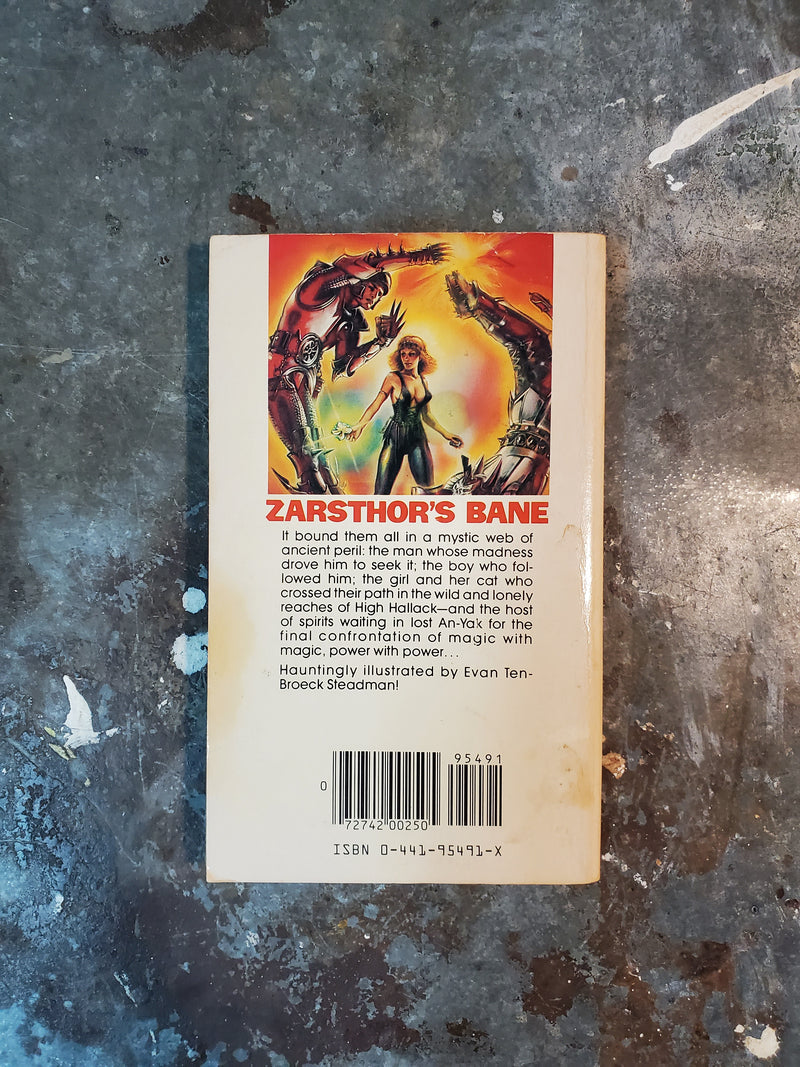 ZARSTHOR'S BANE
It bound them all in a mystic web of
ancient peril: the man whose madness
drove him to seek it; the boy who fol-
lowed him; the girl and her cat who
crossed their path in the wild and lonely
reaches of High Hallack—and the host
of spirits waiting in lost An-Yak for the
final confrontation of magic with
magic, power with power...
Hauntingly illustrated by Evan Ten-
Broeck Steadman!
95491
0
72742 00250
ISBN 0-441-95491-X